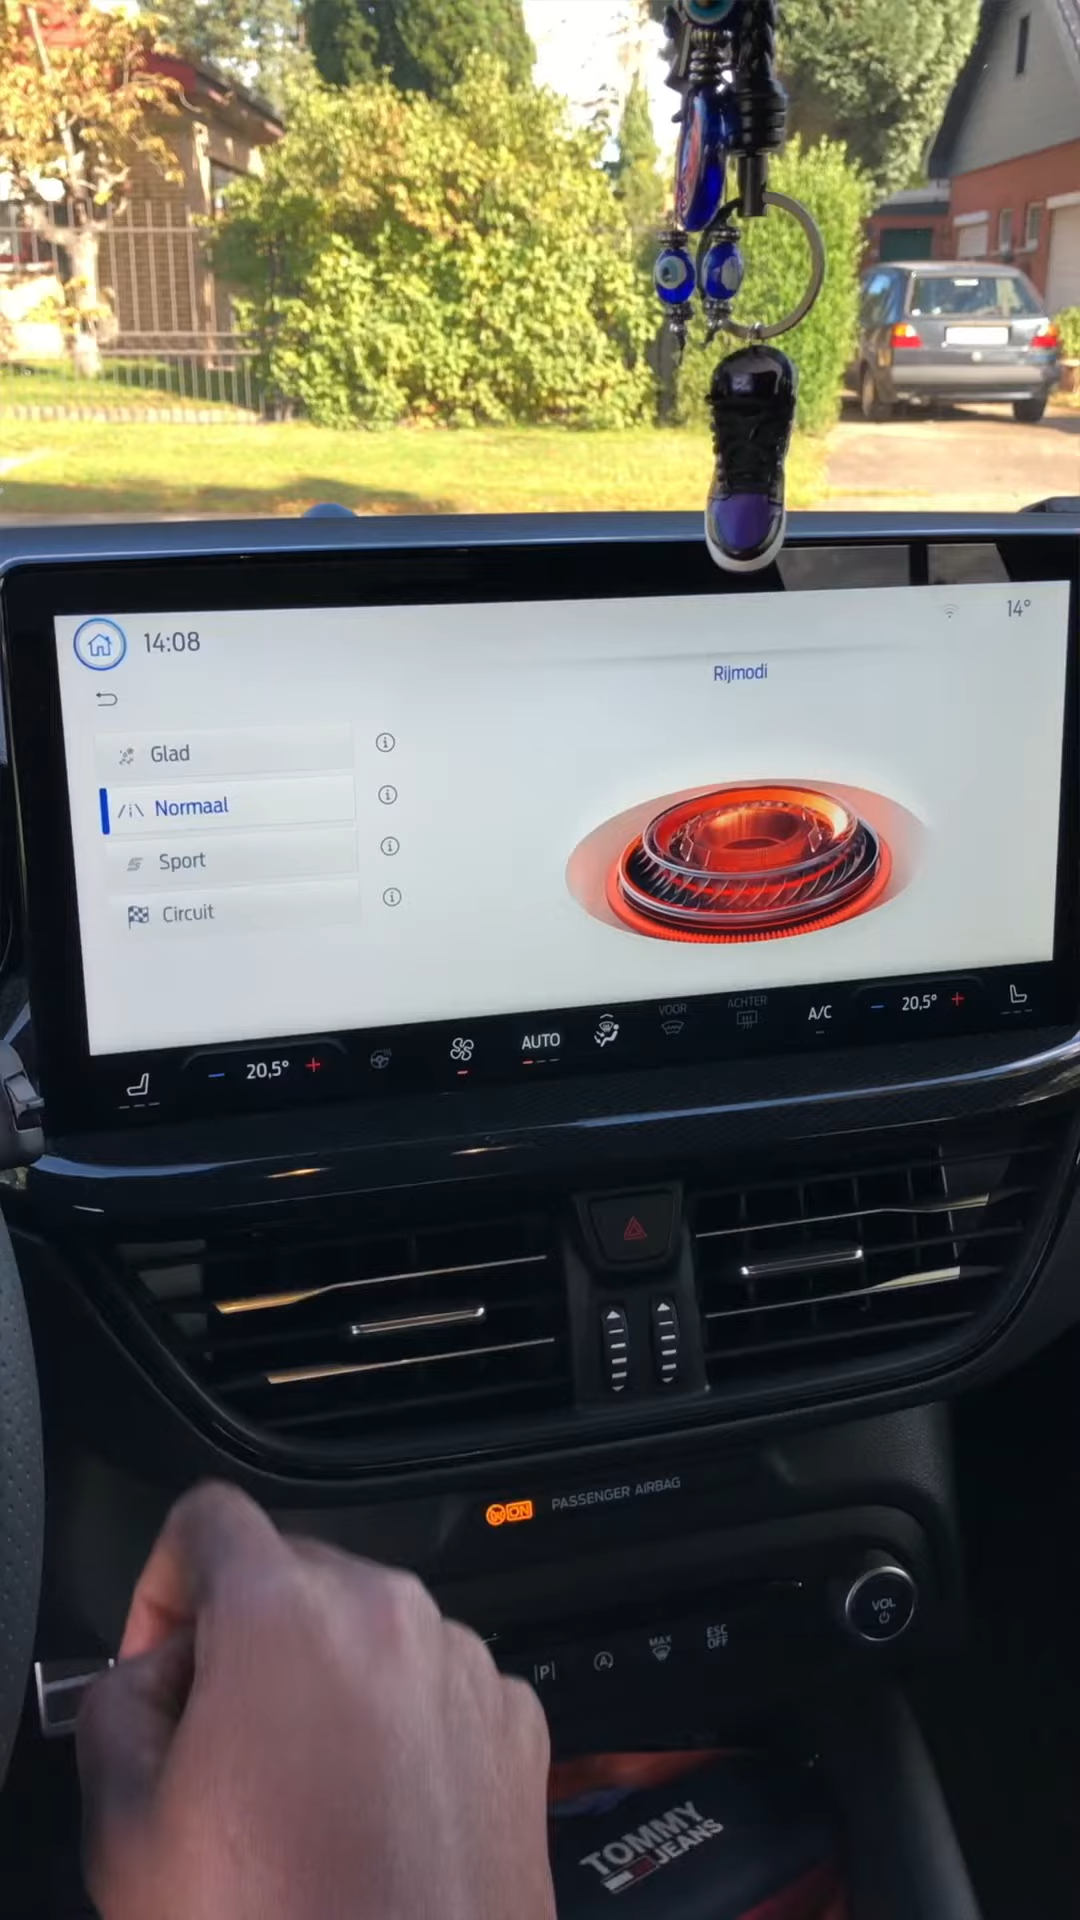 14:08
14°
Rijmodi
Glad
Normaal
Sport
Circuit
20,5°
AUTO
VOOR
ACHTER
A/C
20,5°
ON
PASSENGER AIRBAG
VOL
P
A
MAX
ESC
OFF
TOMMY
JEANS